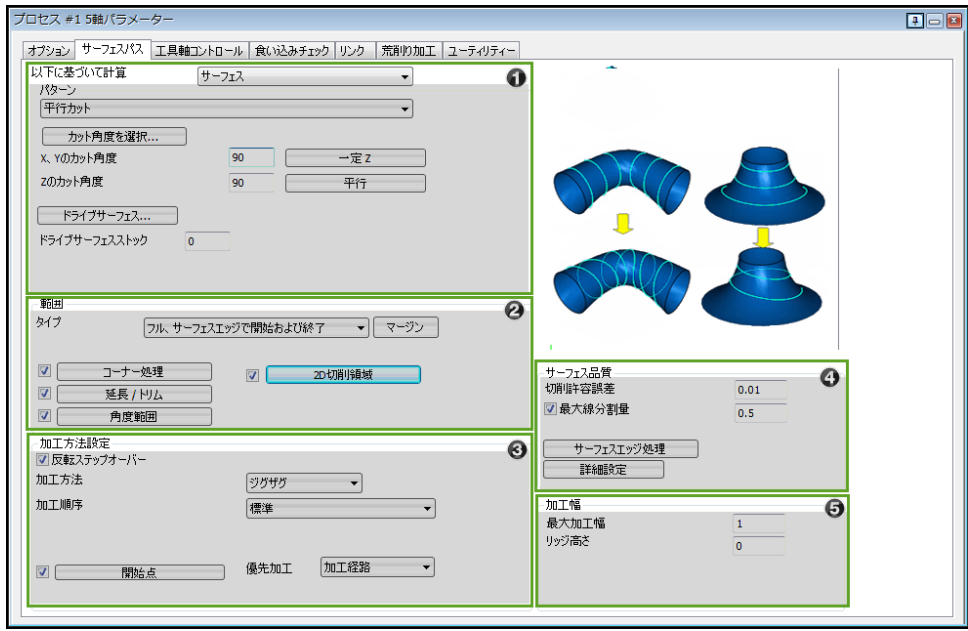 プロセス #1 5軸パラメーター
オプション サーフェスパス 工具軸コントロール 食い込みチェック リンク 荒削り加工 ユーティリティー
以下に基づいて計算 サーフェス 1
パターン
平行カット
カット角度を選択...
X、Yのカット角度 90 一定 Z
Zのカット角度 90 平行
ドライブサーフェス...
ドライブサーフェスストック 0
範囲 2
タイプ フル、サーフェスエッジで開始および終了 マージン
コーナー処理 2D切削領域
延長 / トリム
角度範囲
加工方法設定 3
反転ステップオーバー
加工方法 ジグザグ
加工順序 標準
開始点 優先加工 加工経路
サーフェス品質 4
切削許容誤差 0.01
最大線分割量 0.5
サーフェスエッジ処理
詳細設定
加工幅 5
最大加工幅 1
リッジ高さ 0